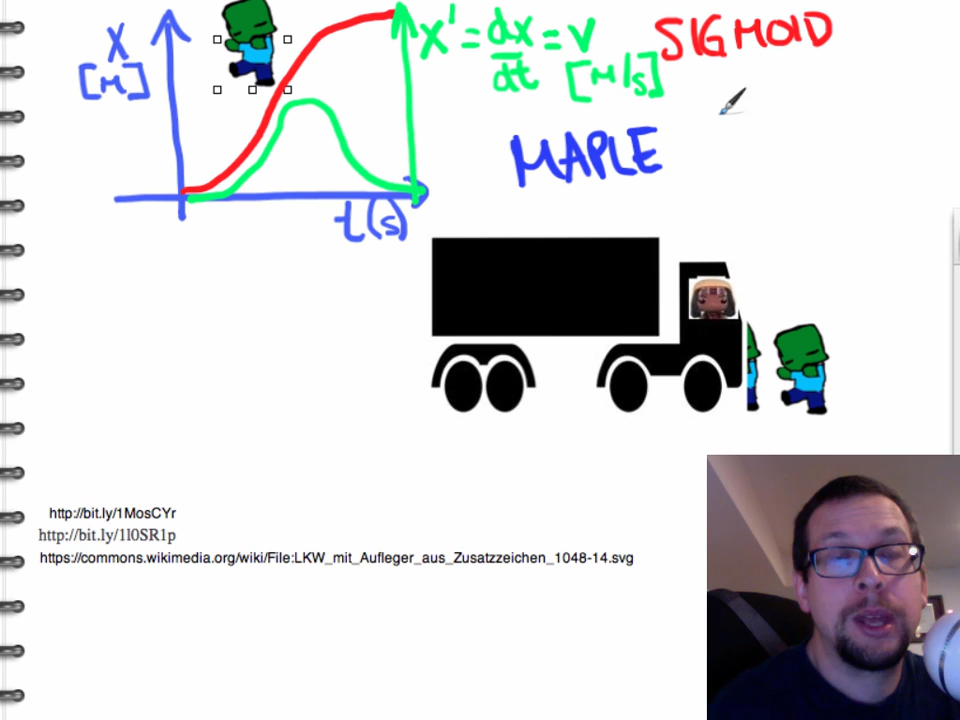 X
[M]
X' = dx/dt = V
[M/s]
SIGMOID
MAPLE
t(s)
http://bit.ly/1MosCYr
http://bit.ly/1l0SR1p
https://commons.wikimedia.org/wiki/File:LKW_mit_Aufleger_aus_Zusatzzeichen_1048-14.svg